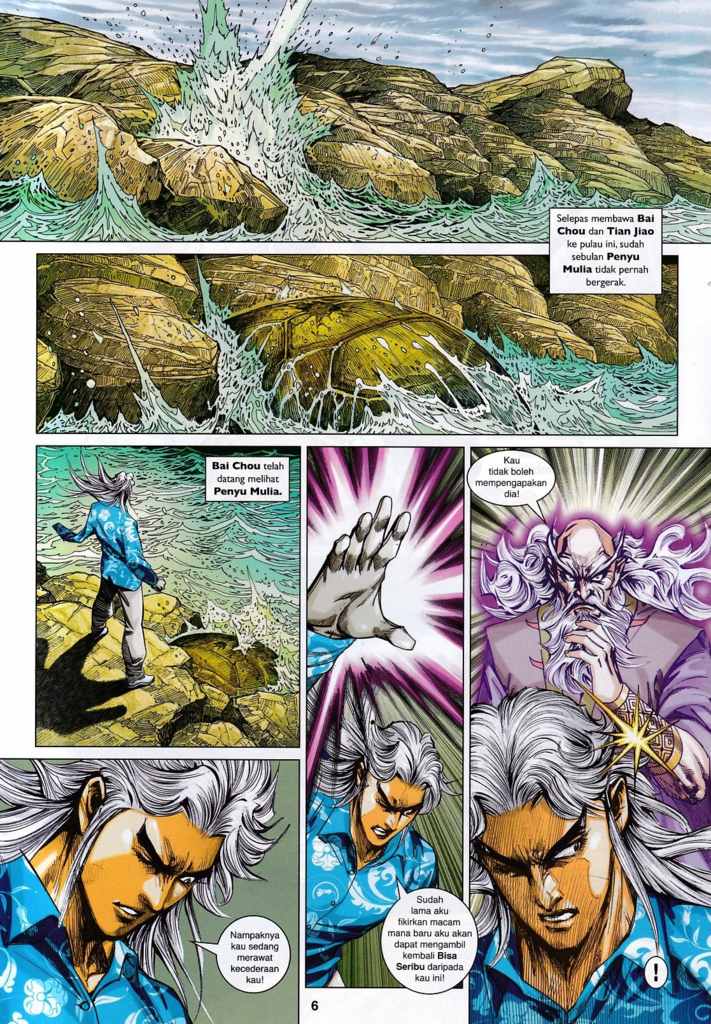 Selepas membawa Bai
Chou dan Tian Jiao
ke pulau ini, sudah
sebulan Penyu
Mulia tidak pernah
bergerak.
Bai Chou telah
datang melihat
Penyu Mulia.
Nampaknya
kau sedang
merawat
kecederaan
kau!
Sudah
lama aku
fikirkan macam
mana baru aku akan
dapat mengambil
kembali Bisa
Seribu daripada
kau ini!
Kau
tidak boleh
mempengapakan
dia!
!
6